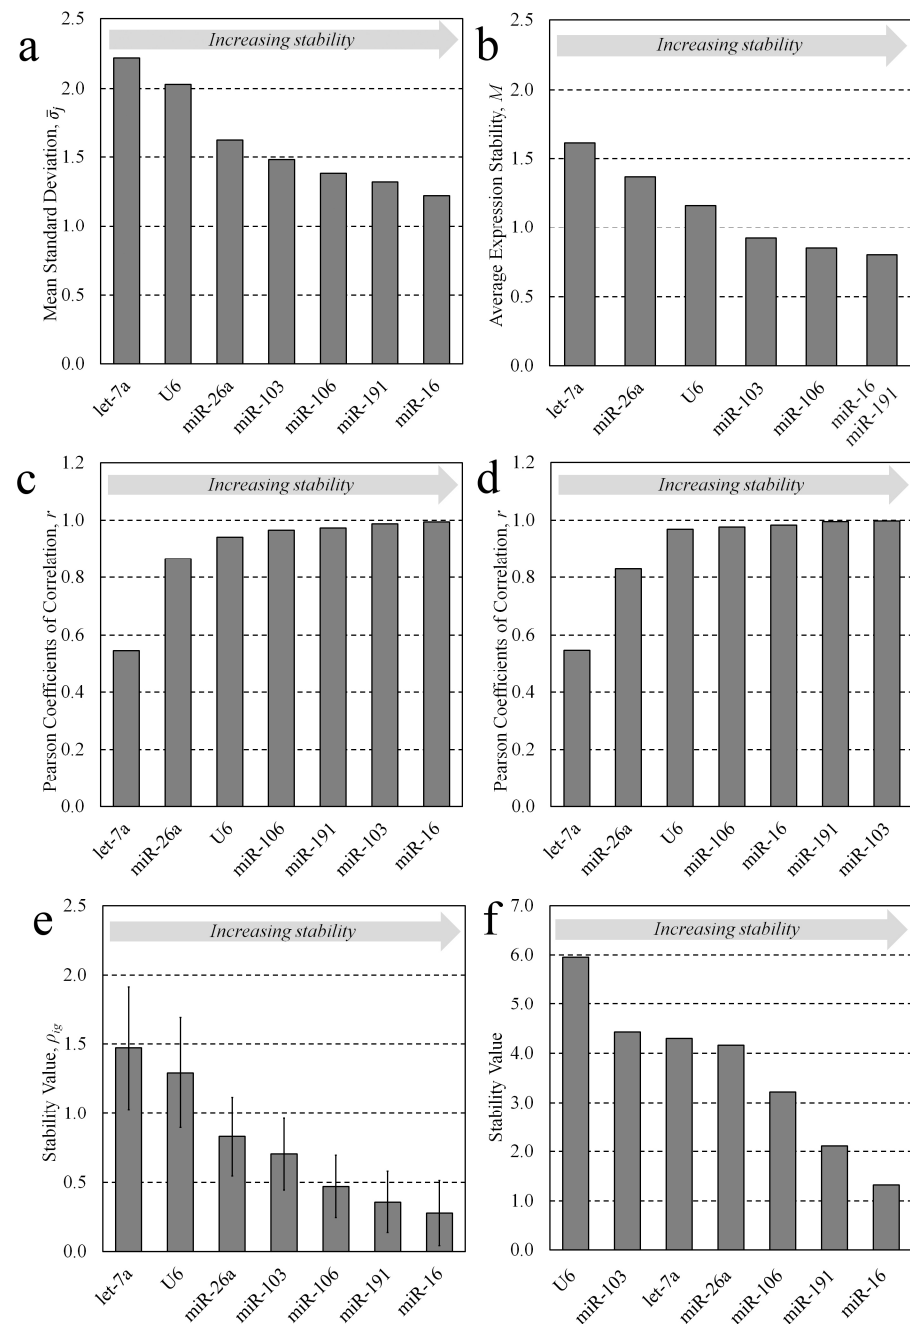 a
Increasing stability
Mean Standard Deviation, σ̄j
2.5
2.0
1.5
1.0
0.5
0.0
let-7a
U6
miR-26a
miR-103
miR-106
miR-191
miR-16
b
Increasing stability
Average Expression Stability, M
2.5
2.0
1.5
1.0
0.5
0.0
let-7a
miR-26a
U6
miR-103
miR-106
miR-16
miR-191
c
Increasing stability
Pearson Coefficients of Correlation, r
1.2
1.0
0.8
0.6
0.4
0.2
0.0
let-7a
miR-26a
U6
miR-106
miR-191
miR-103
miR-16
d
Increasing stability
Pearson Coefficients of Correlation, r
1.2
1.0
0.8
0.6
0.4
0.2
0.0
let-7a
miR-26a
U6
miR-106
miR-16
miR-191
miR-103
e
Increasing stability
Stability Value, ρig
2.5
2.0
1.5
1.0
0.5
0.0
let-7a
U6
miR-26a
miR-103
miR-106
miR-191
miR-16
f
Increasing stability
Stability Value
7.0
6.0
5.0
4.0
3.0
2.0
1.0
0.0
U6
miR-103
let-7a
miR-26a
miR-106
miR-191
miR-16